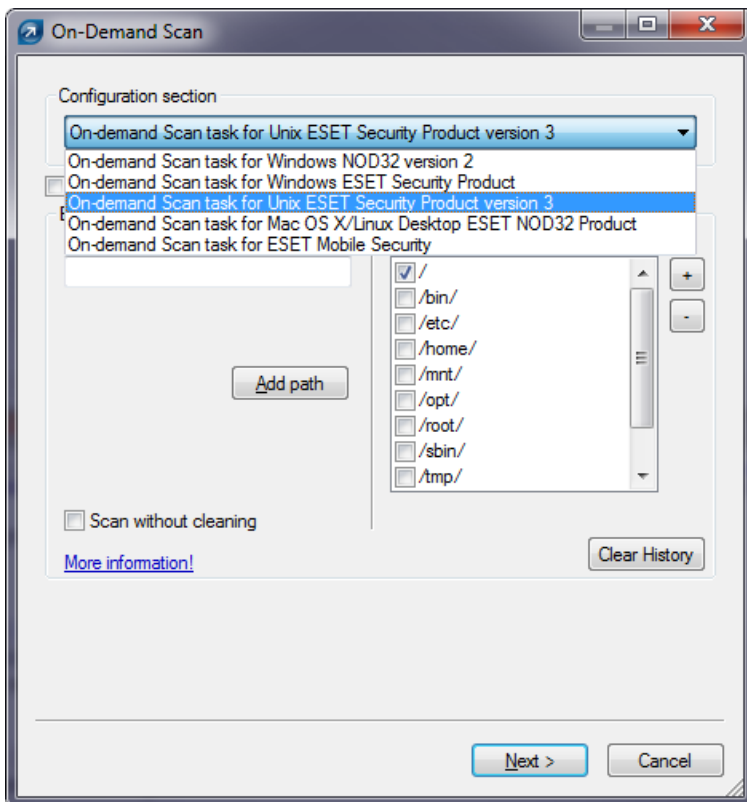 On-Demand Scan
Configuration section
On-demand Scan task for Unix ESET Security Product version 3
On-demand Scan task for Windows NOD32 version 2
On-demand Scan task for Windows ESET Security Product
On-demand Scan task for Unix ESET Security Product version 3
On-demand Scan task for Mac OS X/Linux Desktop ESET NOD32 Product
On-demand Scan task for ESET Mobile Security
/
/bin/
/etc/
/home/
/mnt/
/opt/
/root/
/sbin/
/tmp/
+
-
Add path
Scan without cleaning
More information!
Clear History
Next >
Cancel